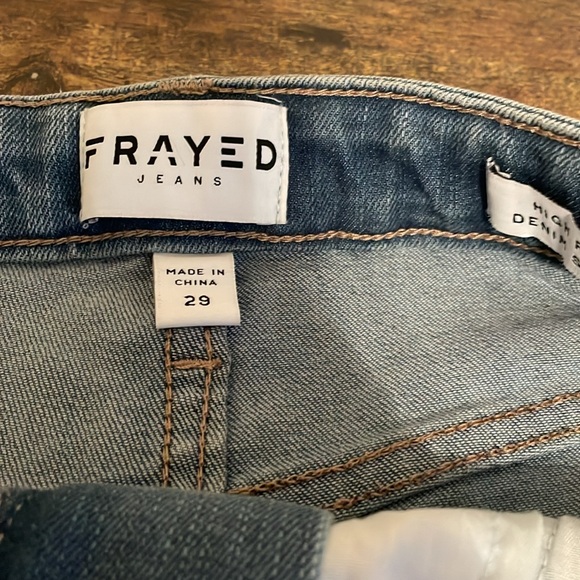 FRAYED
JEANS
HIGH
DENIM
MADE IN
CHINA
29